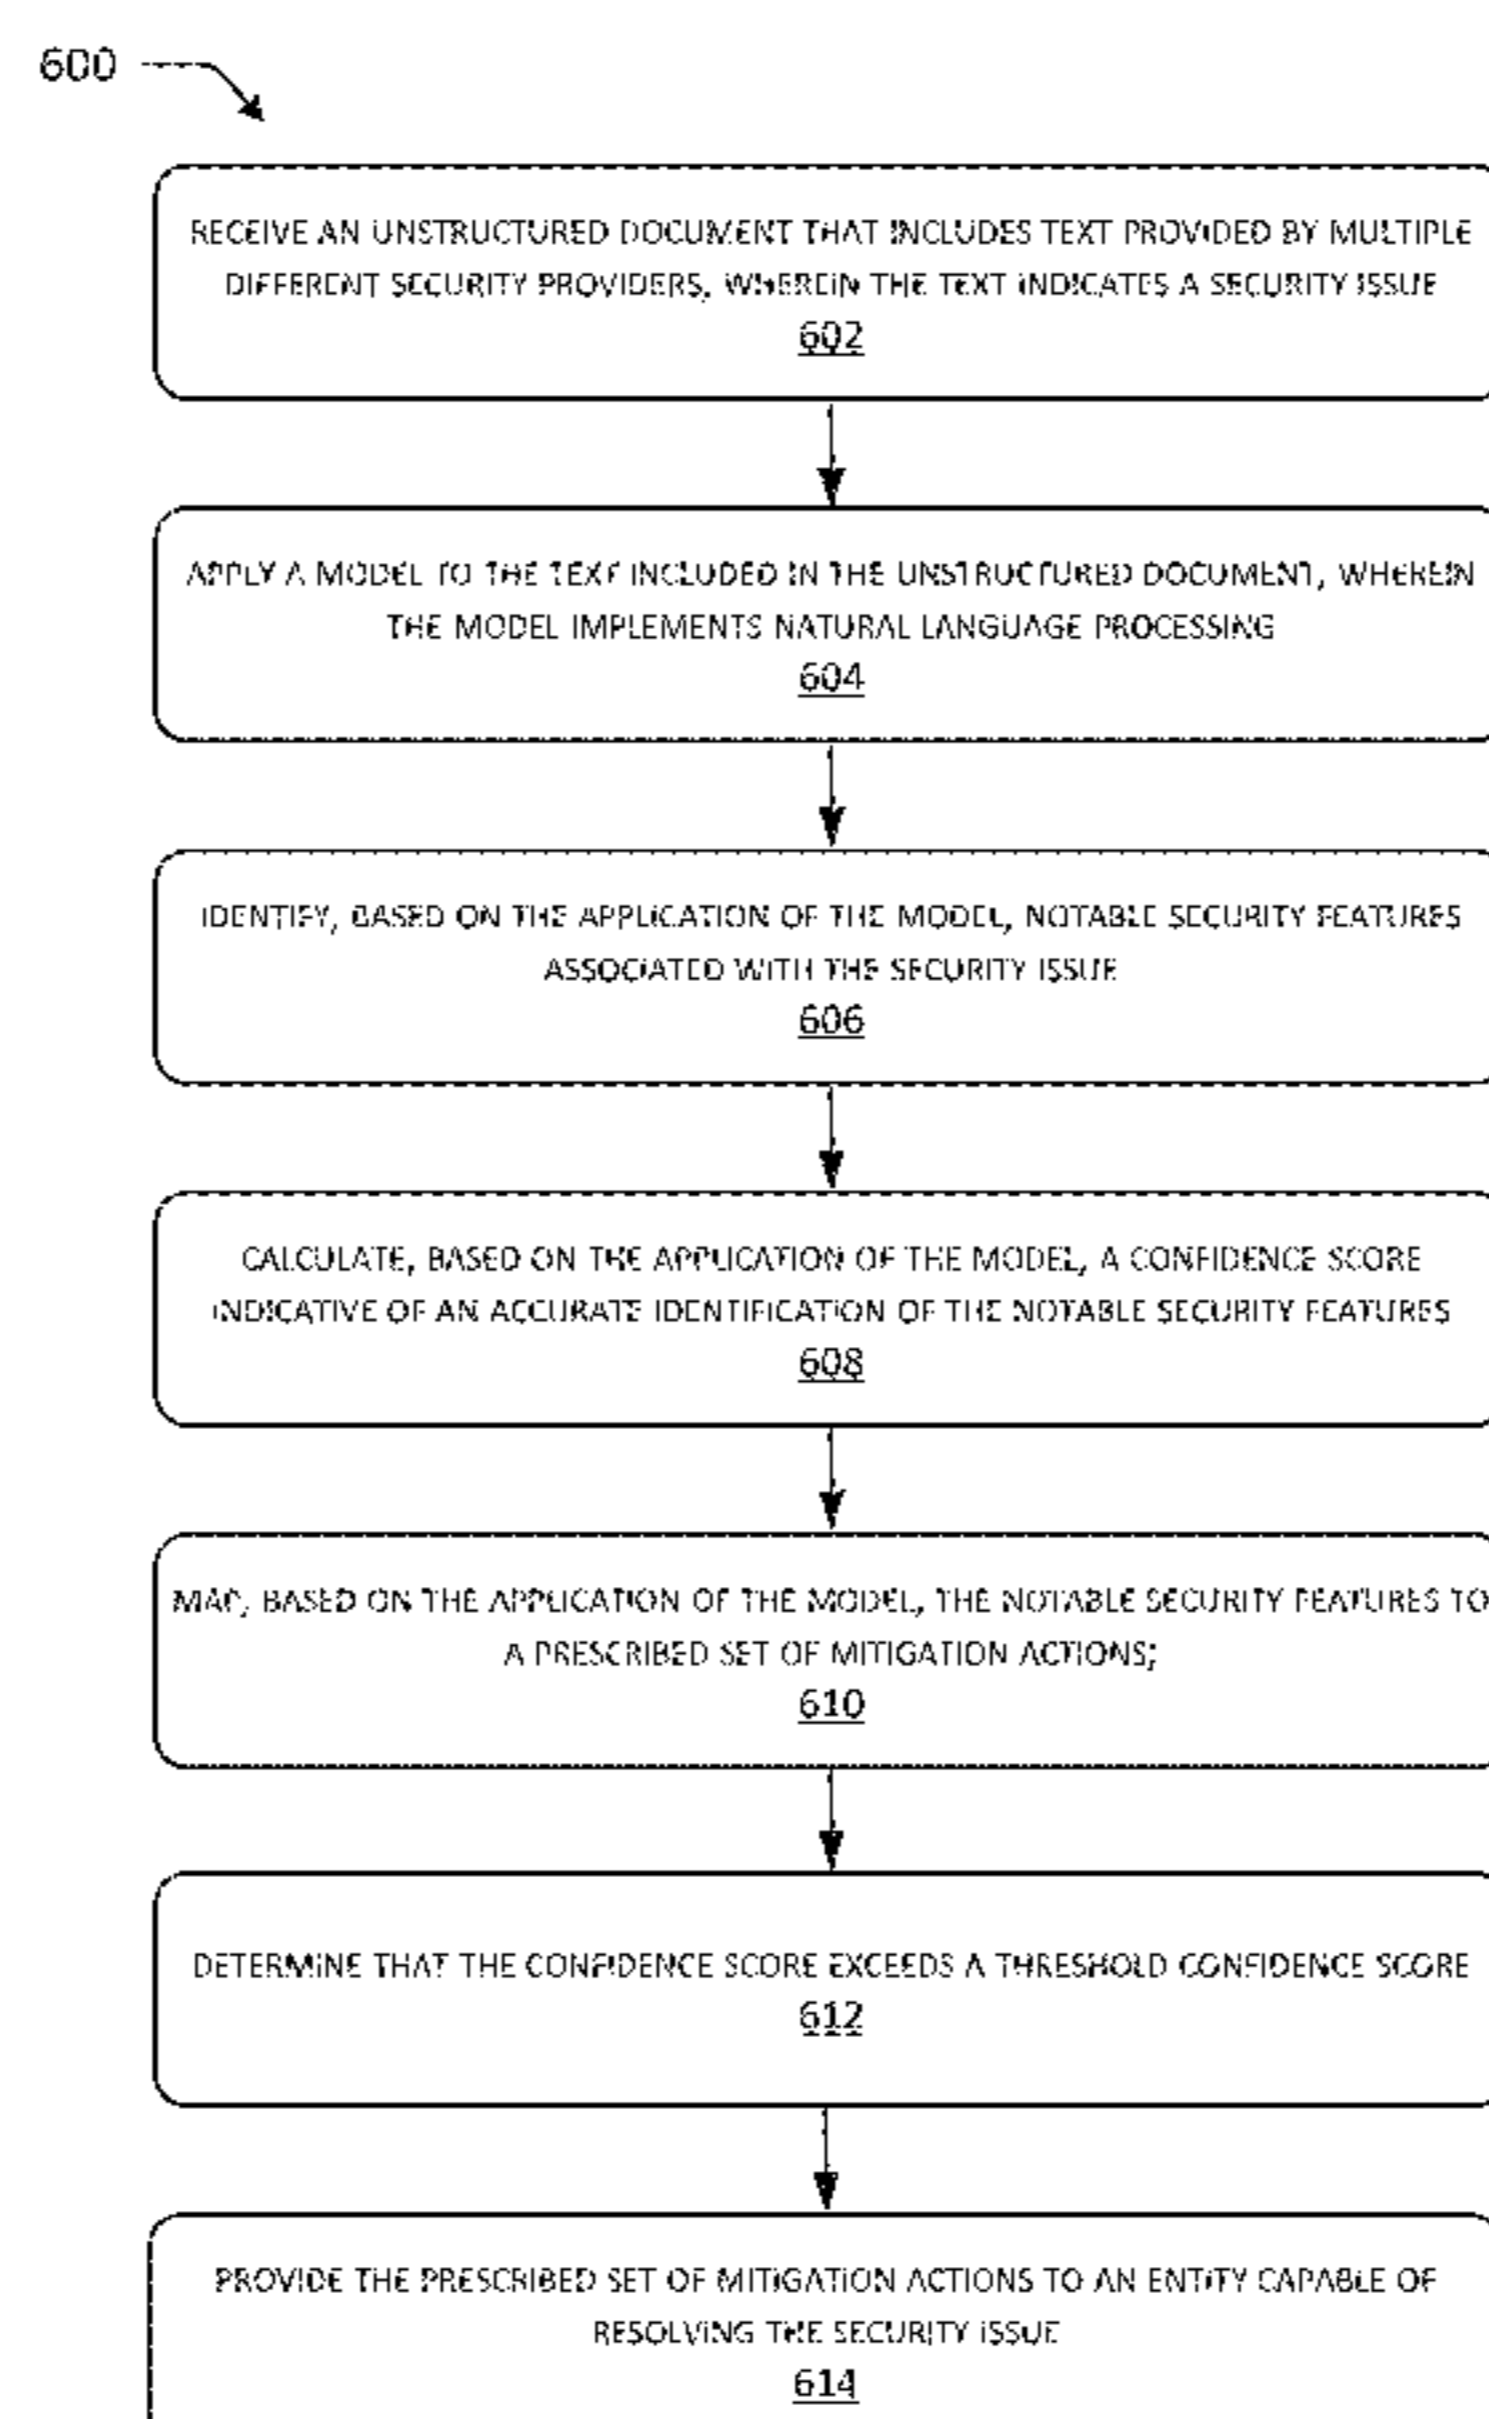 600
RECEIVE AN UNSTRUCTURED DOCUMENT THAT INCLUDES TEXT PROVIDED BY MULTIPLE
DIFFERENT SECURITY PROVIDERS, WHEREIN THE TEXT INDICATES A SECURITY ISSUE
602
APPLY A MODEL TO THE TEXT INCLUDED IN THE UNSTRUCTURED DOCUMENT, WHEREIN
THE MODEL IMPLEMENTS NATURAL LANGUAGE PROCESSING
604
IDENTIFY, BASED ON THE APPLICATION OF THE MODEL, NOTABLE SECURITY FEATURES
ASSOCIATED WITH THE SECURITY ISSUE
606
CALCULATE, BASED ON THE APPLICATION OF THE MODEL, A CONFIDENCE SCORE
INDICATIVE OF AN ACCURATE IDENTIFICATION OF THE NOTABLE SECURITY FEATURES
608
MAP, BASED ON THE APPLICATION OF THE MODEL, THE NOTABLE SECURITY FEATURES TO
A PRESCRIBED SET OF MITIGATION ACTIONS;
610
DETERMINE THAT THE CONFIDENCE SCORE EXCEEDS A THRESHOLD CONFIDENCE SCORE
612
PROVIDE THE PRESCRIBED SET OF MITIGATION ACTIONS TO AN ENTITY CAPABLE OF
RESOLVING THE SECURITY ISSUE
614